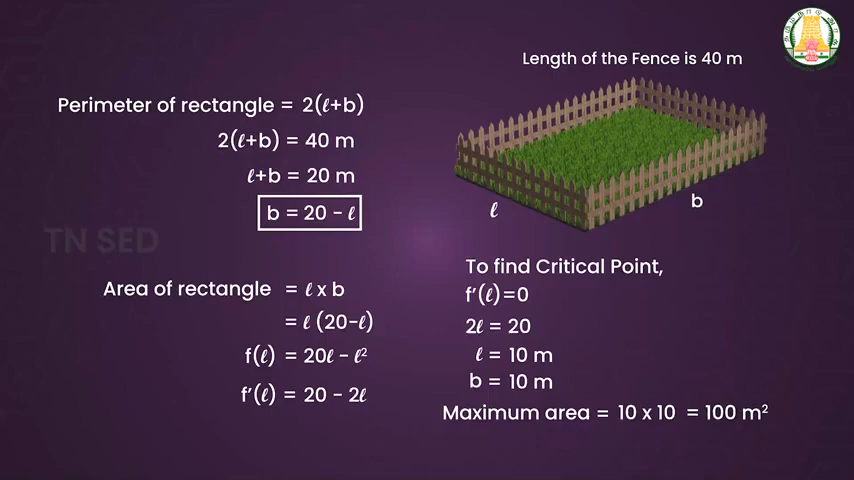 Length of the Fence is 40 m
Perimeter of rectangle = 2(ℓ+b)
2(ℓ+b) = 40 m
ℓ+b = 20 m
b = 20 - ℓ
ℓ
b
TN SED
Area of rectangle = ℓ x b
= ℓ (20-ℓ)
f(ℓ) = 20ℓ - ℓ²
f'(ℓ) = 20 - 2ℓ
To find Critical Point,
f'(ℓ)=0
2ℓ = 20
ℓ = 10 m
b = 10 m
Maximum area = 10 x 10 = 100 m²